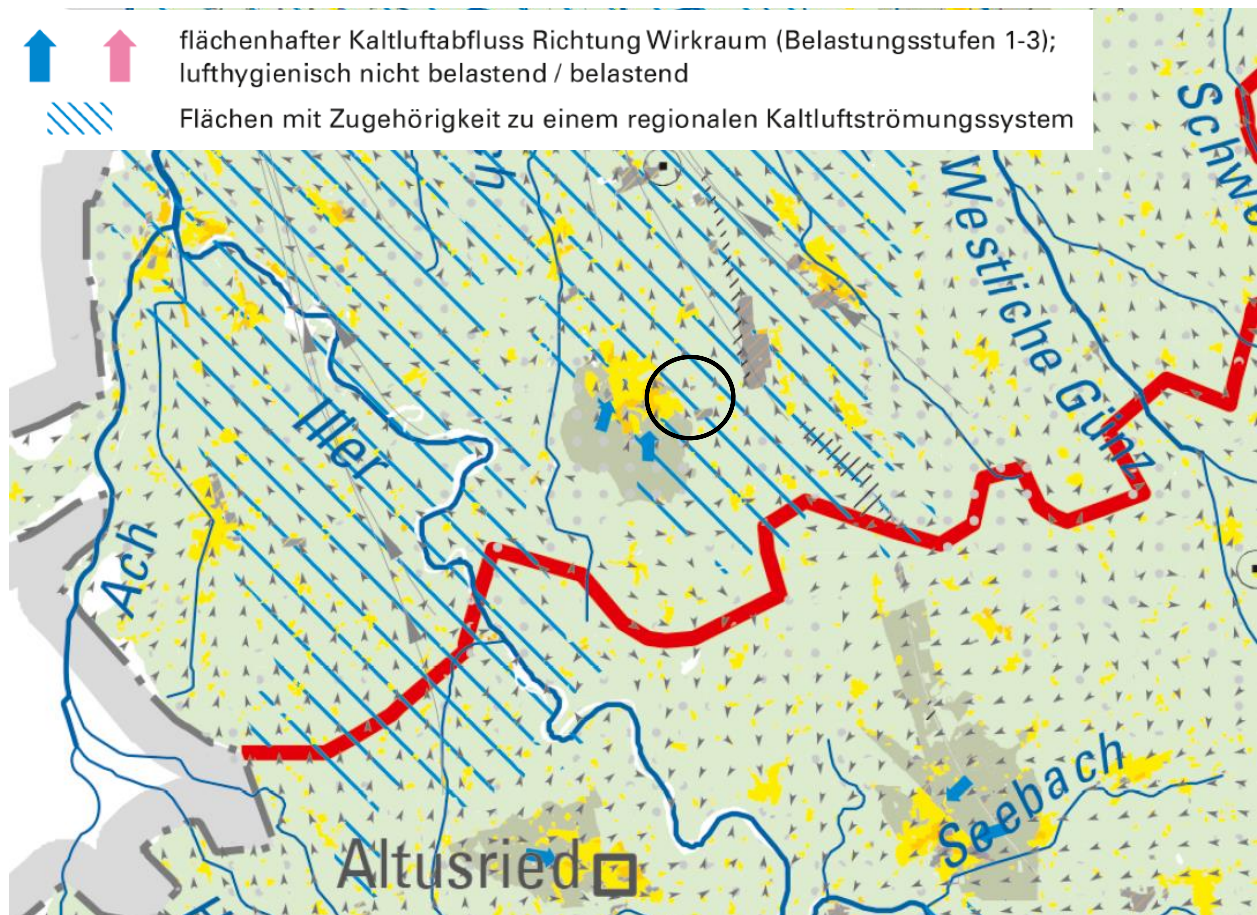 flächenhafter Kaltluftabfluss Richtung Wirkraum (Belastungsstufen 1-3);
lufthygienisch nicht belastend / belastend
Flächen mit Zugehörigkeit zu einem regionalen Kaltluftströmungssystem
Westliche Günz
Iller
Ach
Seebach
Altusried